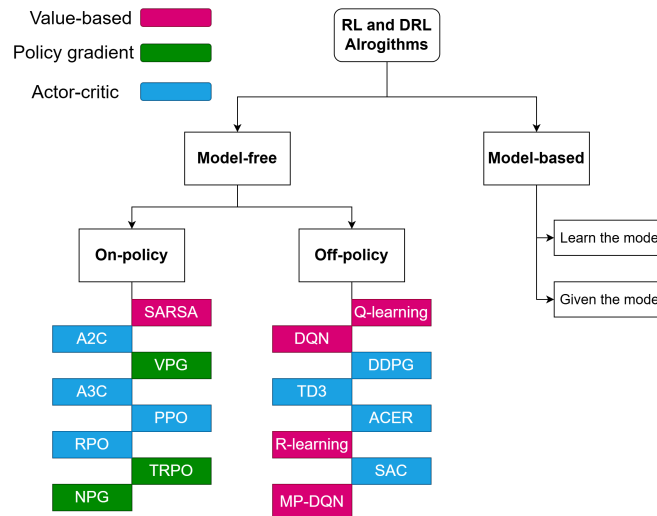 Value-based
Policy gradient
Actor-critic
RL and DRL
Alrogithms
Model-free
Model-based
On-policy
Off-policy
Learn the mode
Given the mode
SARSA
A2C
VPG
A3C
PPO
RPO
TRPO
NPG
Q-learning
DQN
DDPG
TD3
ACER
R-learning
SAC
MP-DQN